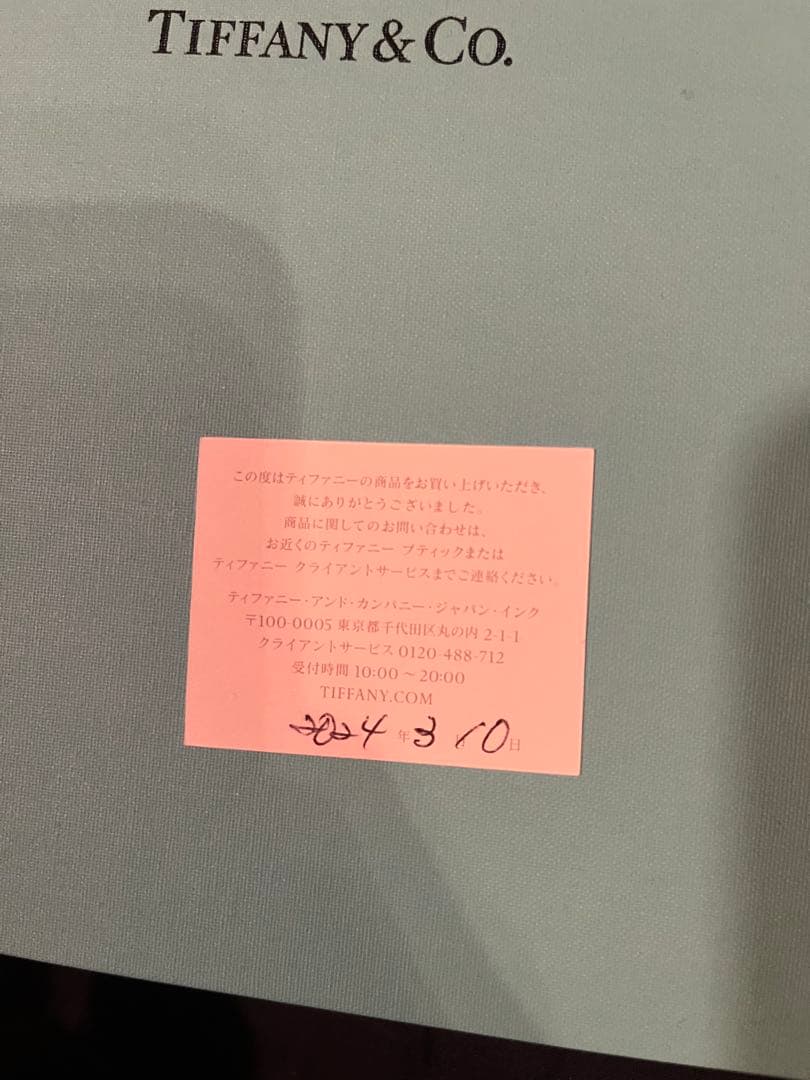 TIFFANY & CO.
この度はティファニーの商品をお買い上げいただき、
誠にありがとうございました。
商品に関してのお問い合わせは、
お近くのティファニー ブティックまたは
ティファニー クライアントサービスまでご連絡ください。
ティファニー・アンド・カンパニー・ジャパン・インク
〒100-0005 東京都千代田区丸の内 2-1-1
クライアントサービス 0120-488-712
受付時間 10:00 ~ 20:00
TIFFANY.COM
2024 年 3 10 日